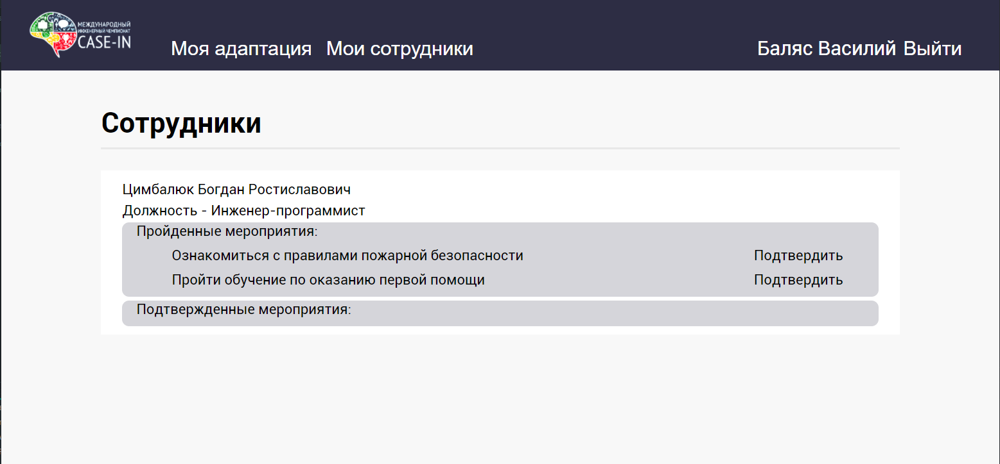 МЕЖДУНАРОДНЫЙ
ИНЖЕНЕРНЫЙ ЧЕМПИОНАТ
CASE-IN
Моя адаптация Мои сотрудники Баляс Василий Выйти
Сотрудники
Цимбалюк Богдан Ростиславович
Должность - Инженер-программист
Пройденные мероприятия:
Ознакомиться с правилами пожарной безопасности Подтвердить
Пройти обучение по оказанию первой помощи Подтвердить
Подтвержденные мероприятия: